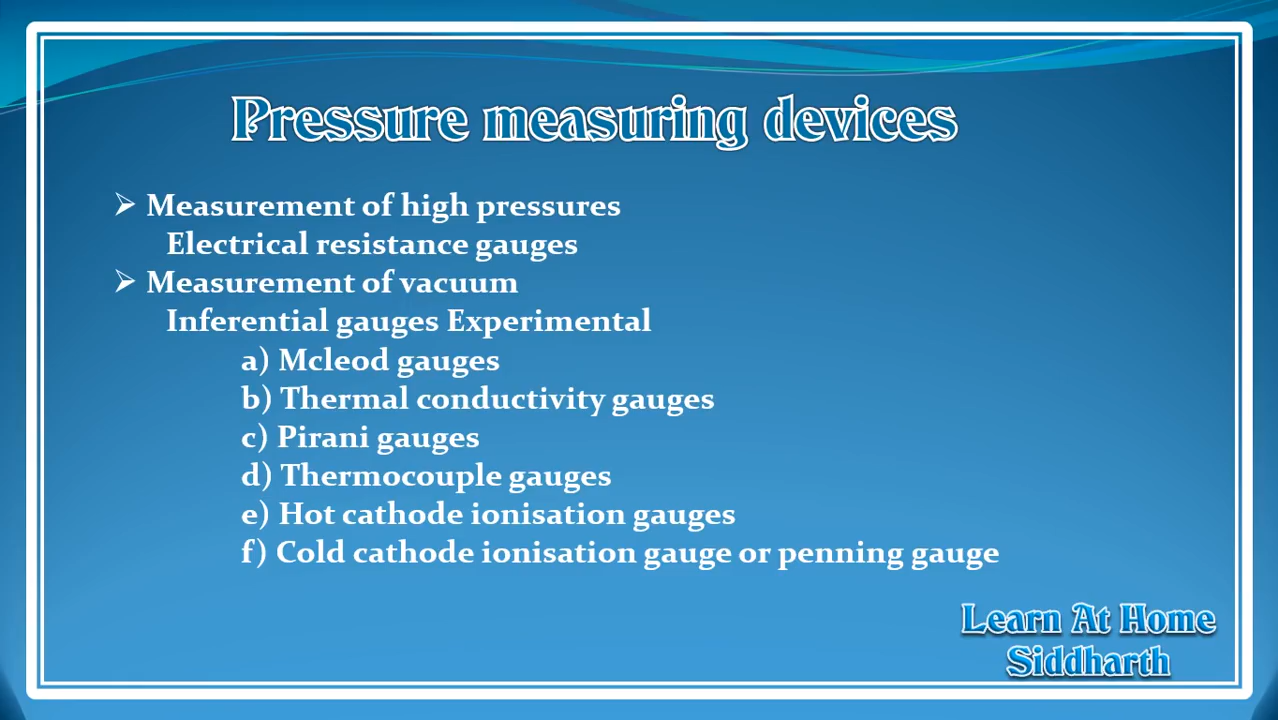 Pressure measuring devices
➢ Measurement of high pressures
Electrical resistance gauges
➢ Measurement of vacuum
Inferential gauges Experimental
a) Mcleod gauges
b) Thermal conductivity gauges
c) Pirani gauges
d) Thermocouple gauges
e) Hot cathode ionisation gauges
f) Cold cathode ionisation gauge or penning gauge
Learn At Home
Siddharth